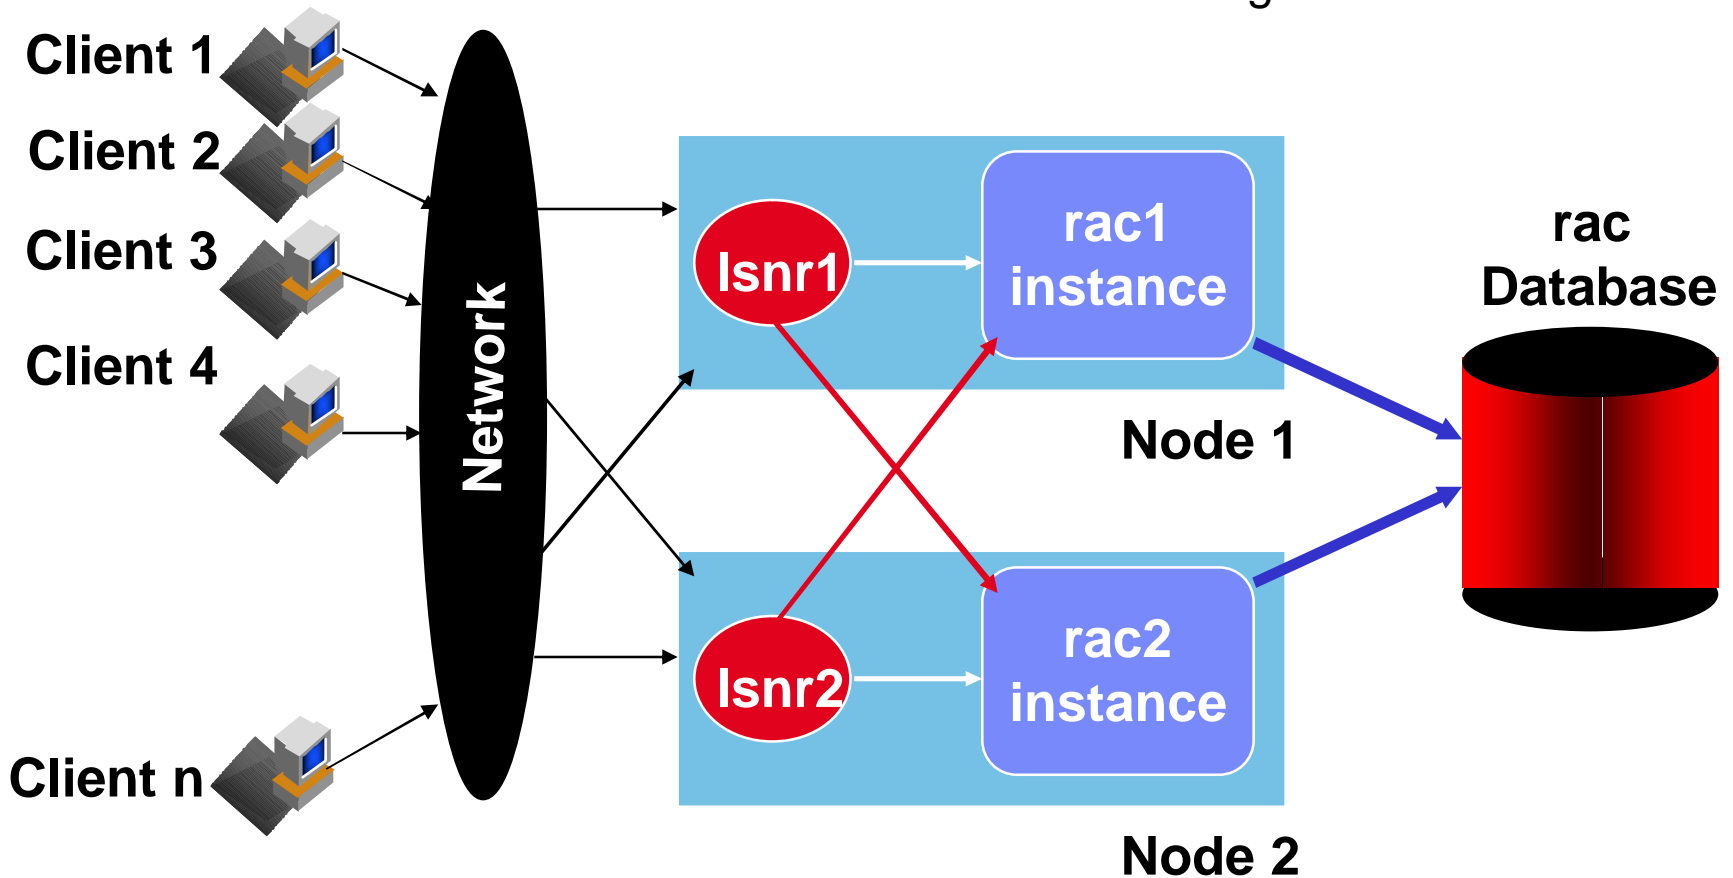 Client 1
Client 2
Client 3
Client 4
Client n
Network
lsnr1
rac1
instance
Node 1
lsnr2
rac2
instance
Node 2
rac
Database